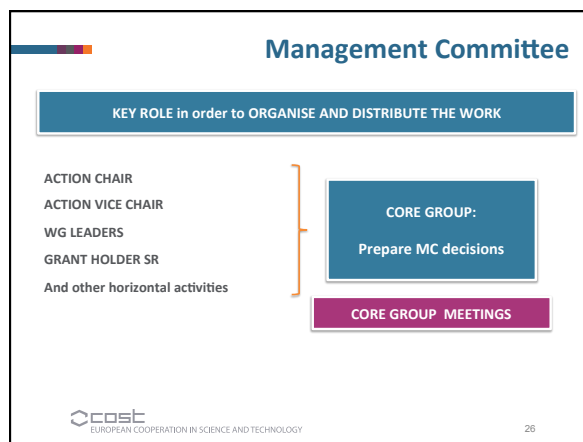 Management Committee
KEY ROLE in order to ORGANISE AND DISTRIBUTE THE WORK
ACTION CHAIR
ACTION VICE CHAIR
WG LEADERS
GRANT HOLDER SR
And other horizontal activities
CORE GROUP:
Prepare MC decisions
CORE GROUP MEETINGS
cost
EUROPEAN COOPERATION IN SCIENCE AND TECHNOLOGY
26